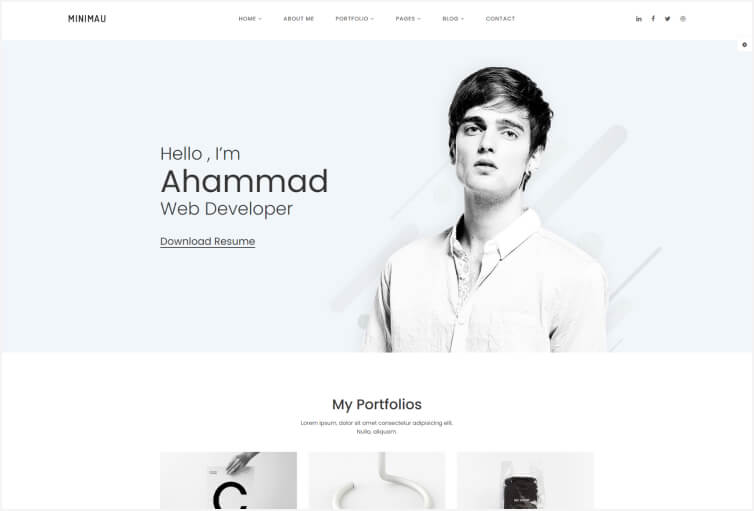 MINIMAU
HOME ABOUT ME PORTFOLIO PAGES BLOG CONTACT
Hello , I'm
Ahammad
Web Developer
Download Resume
My Portfolios
Lorem ipsum, dolor sit amet consectetur adipisicing elit.
Nulla, aliquam.
C